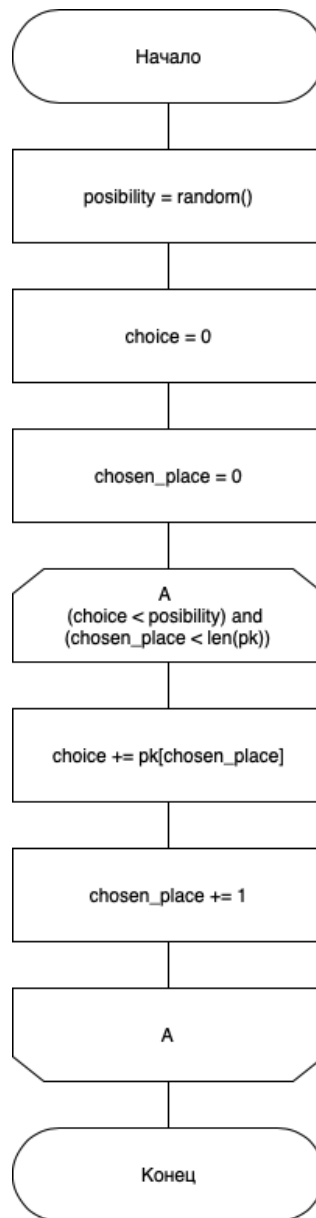 Начало
posibility = random()
choice = 0
chosen_place = 0
A
(choice < posibility) and
(chosen_place < len(pk))
choice += pk[chosen_place]
chosen_place += 1
A
Конец